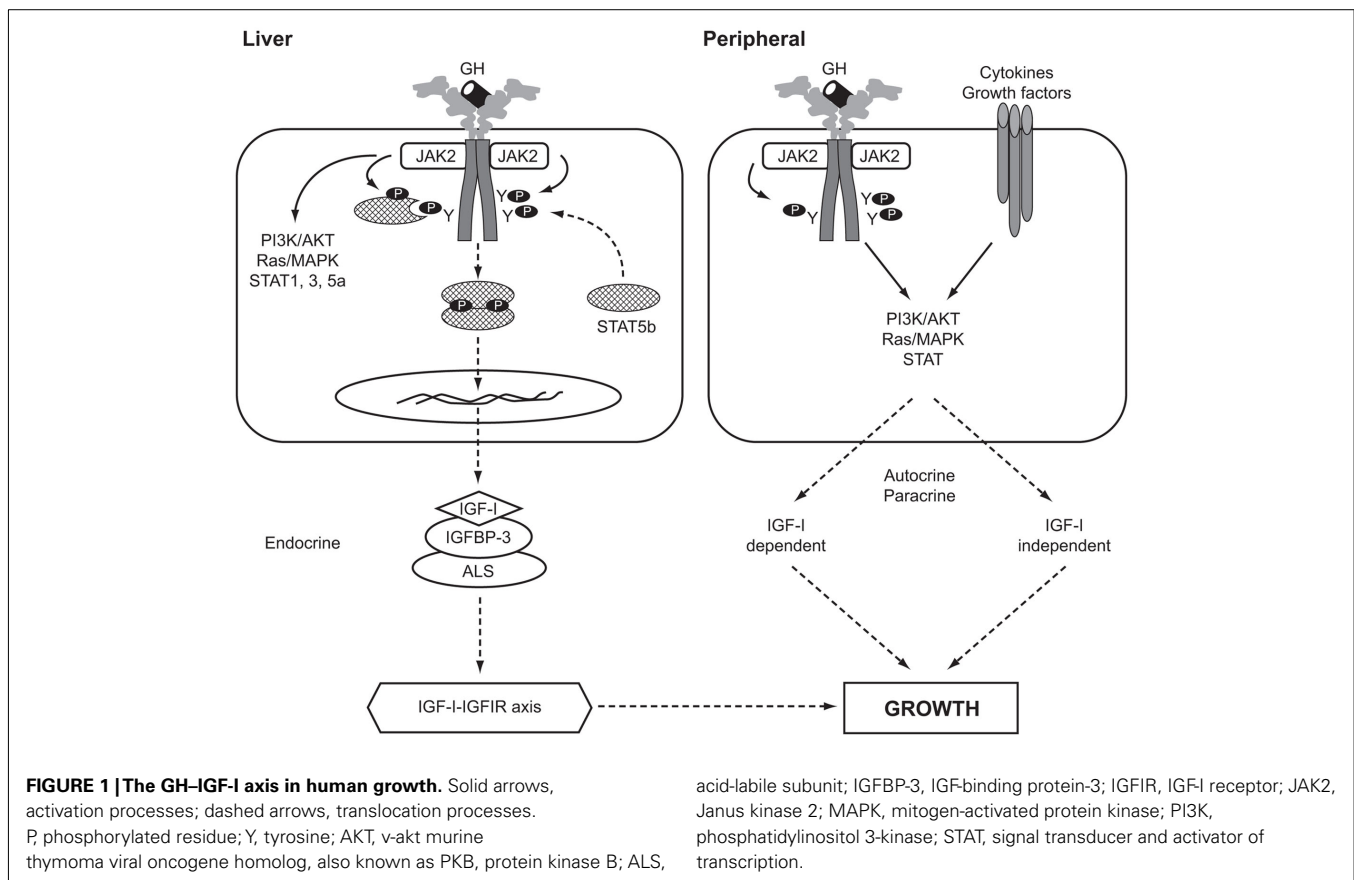 Liver
Peripheral
GH
GH
Cytokines
Growth factors
JAK2
JAK2
JAK2
JAK2
P
P
Y
Y P
Y P
P Y
Y P
Y P
PI3K/AKT
Ras/MAPK
STAT1, 3, 5a
P P
STAT5b
PI3K/AKT
Ras/MAPK
STAT
Autocrine
Paracrine
IGF-I
IGFBP-3
ALS
Endocrine
IGF-I
dependent
IGF-I
independent
IGF-I-IGFIR axis
GROWTH
FIGURE 1 | The GH–IGF-I axis in human growth. Solid arrows,
activation processes; dashed arrows, translocation processes.
P, phosphorylated residue; Y, tyrosine; AKT, v-akt murine
thymoma viral oncogene homolog, also known as PKB, protein kinase B; ALS,
acid-labile subunit; IGFBP-3, IGF-binding protein-3; IGFIR, IGF-I receptor; JAK2,
Janus kinase 2; MAPK, mitogen-activated protein kinase; PI3K,
phosphatidylinositol 3-kinase; STAT, signal transducer and activator of
transcription.